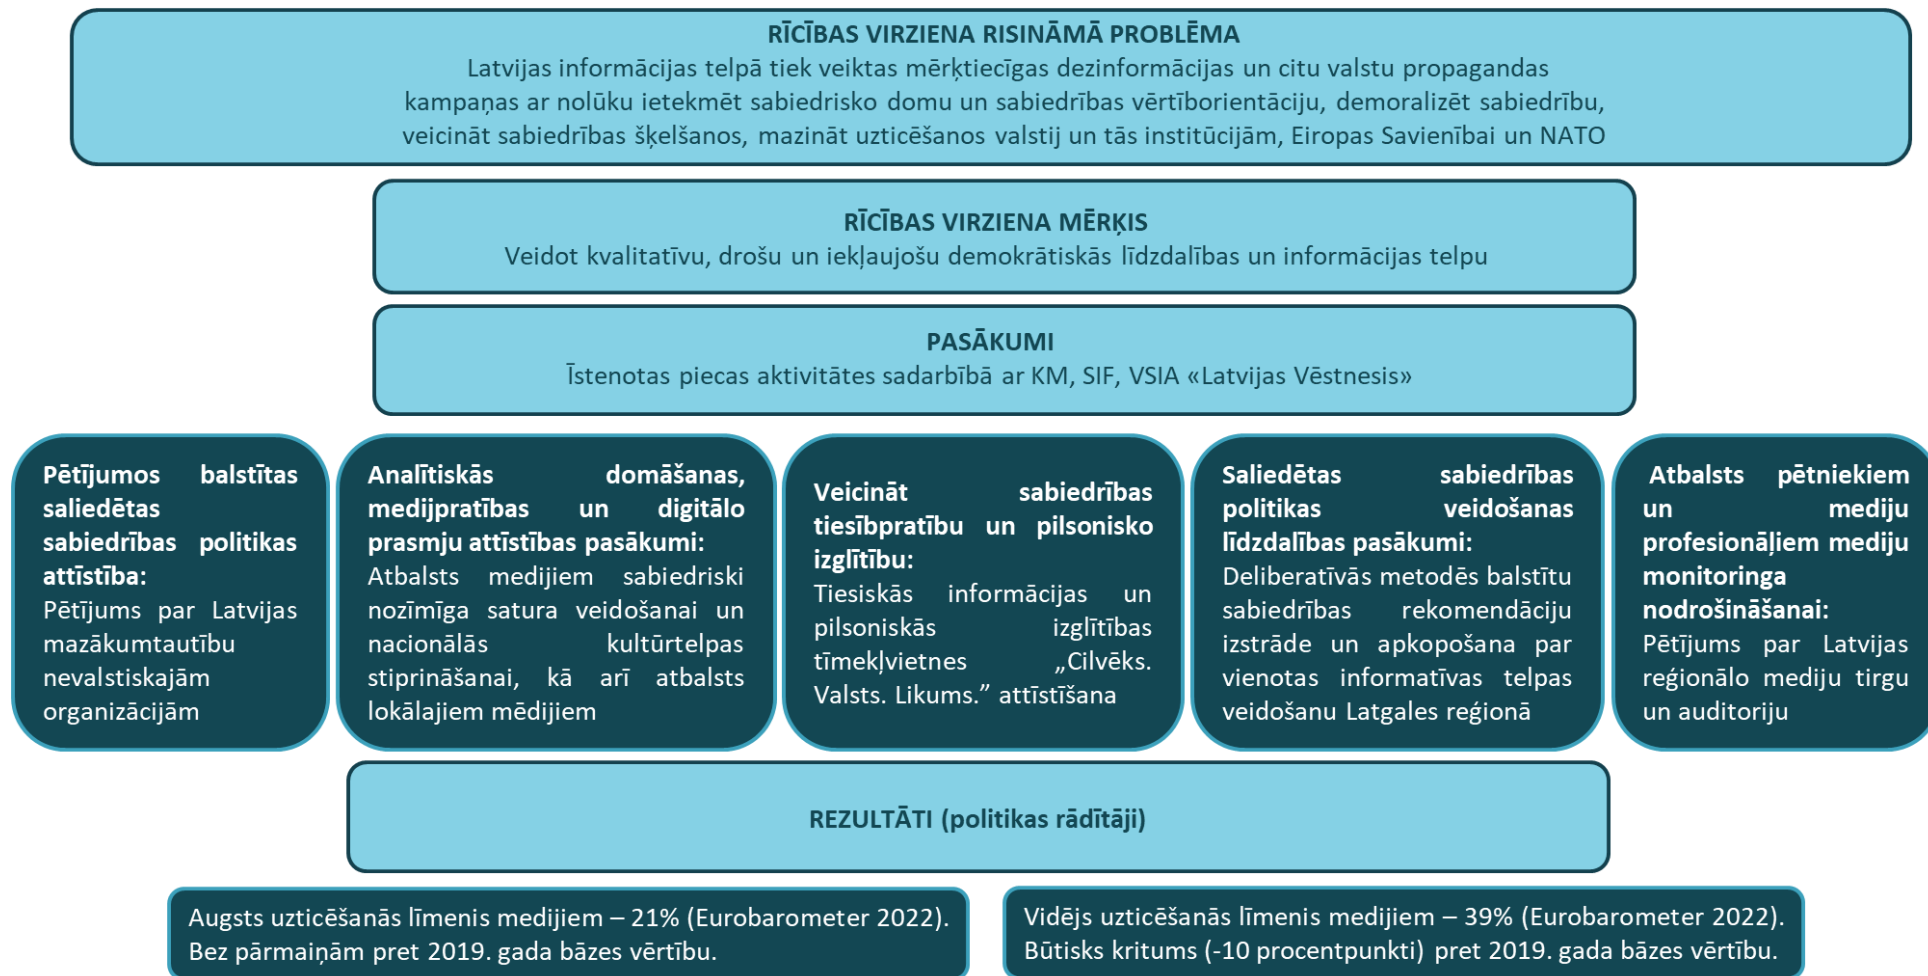 RĪCĪBAS VIRZIENA RISINĀMĀ PROBLĒMA
Latvijas informācijas telpā tiek veiktas mērķtiecīgas dezinformācijas un citu valstu propagandas
kampaņas ar nolūku ietekmēt sabiedrisko domu un sabiedrības vērtīborientāciju, demoralizēt sabiedrību,
veicināt sabiedrības šķelšanos, mazināt uzticēšanos valstij un tās institūcijām, Eiropas Savienībai un NATO
RĪCĪBAS VIRZIENA MĒRĶIS
Veidot kvalitatīvu, drošu un iekļaujošu demokrātiskās līdzdalības un informācijas telpu
PASĀKUMI
Īstenotas piecas aktivitātes sadarbībā ar KM, SIF, VSIA «Latvijas Vēstnesis»
Pētījumos balstītas
saliedētas
sabiedrības politikas
attīstība:
Pētījums par Latvijas
mazākumtautību
nevalstiskajām
organizācijām
Analītiskās domāšanas,
medijpratības un digitālo
prasmju attīstības pasākumi:
Atbalsts medijiem sabiedriski
nozīmīga satura veidošanai un
nacionālās kultūrtelpas
stiprināšanai, kā arī atbalsts
lokālajiem mēdijiem
Veicināt sabiedrības
tiesībpratību un pilsonisko
izglītību:
Tiesiskās informācijas un
pilsoniskās izglītības
tīmekļvietnes „Cilvēks.
Valsts. Likums.” attīstīšana
Saliedētas sabiedrības
politikas veidošanas
līdzdalības pasākumi:
Deliberatīvās metodēs balstītu
sabiedrības rekomendāciju
izstrāde un apkopošana par
vienotas informatīvas telpas
veidošanu Latgales reģionā
Atbalsts pētniekiem
un mediju
profesionāļiem mediju
monitoringa
nodrošināšanai:
Pētījums par Latvijas
reģionālo mediju tirgu
un auditoriju
REZULTĀTI (politikas rādītāji)
Augsts uzticēšanās līmenis medijiem – 21% (Eurobarometer 2022).
Bez pārmaiņām pret 2019. gada bāzes vērtību.
Vidējs uzticēšanās līmenis medijiem – 39% (Eurobarometer 2022).
Būtisks kritums (-10 procentpunkti) pret 2019. gada bāzes vērtību.